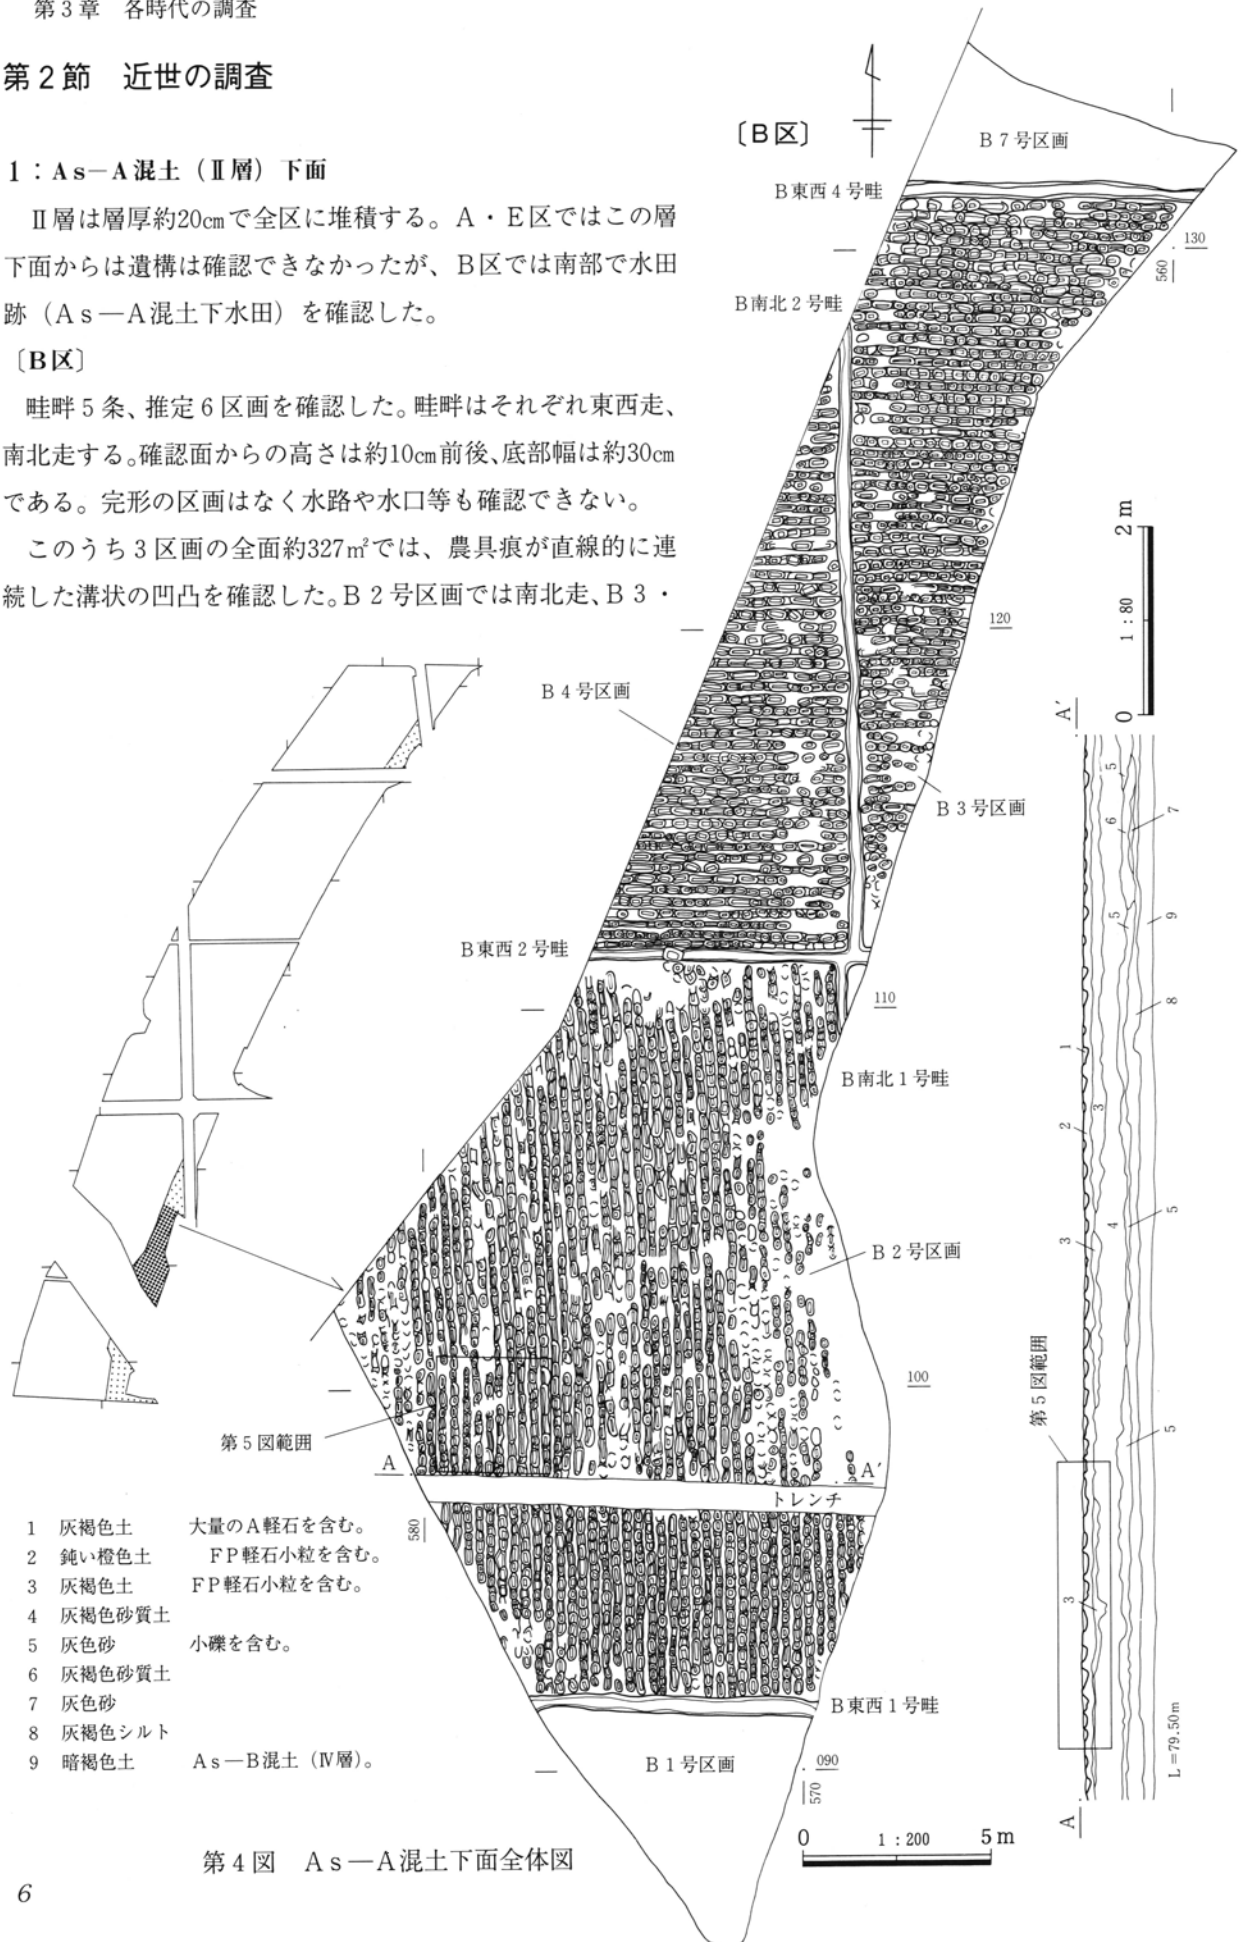 第3章　各時代の調査
第2節　近世の調査
1：As－A混土（Ⅱ層）下面
Ⅱ層は層厚約20㎝で全区に堆積する。A・E区ではこの層
下面からは遺構は確認できなかったが、B区では南部で水田
跡（As―A混土下水田）を確認した。
〔B区〕
畦畔5条、推定6区画を確認した。畦畔はそれぞれ東西走、
南北走する。確認面からの高さは約10㎝前後、底部幅は約30㎝
である。完形の区画はなく水路や水口等も確認できない。
このうち3区画の全面約327㎡では、農具痕が直線的に連
続した溝状の凹凸を確認した。B2号区画では南北走、B3・
〔B区〕
B7号区画
B東西4号畦
130
560
B南北2号畦
120
B4号区画
B3号区画
B東西2号畦
110
B南北1号畦
B2号区画
100
第5図範囲
A
A′
トレンチ
580
B東西1号畦
B1号区画
090
570
0
1：200
5m
2m
1：80
0
A′
5
6
7
5
9
8
1
3
2
5
4
3
第5図範囲
5
3
L＝79.50m
A
1　灰褐色土　大量のA軽石を含む。
2　鈍い橙色土　FP軽石小粒を含む。
3　灰褐色土　FP軽石小粒を含む。
4　灰褐色砂質土
5　灰色砂　小礫を含む。
6　灰褐色砂質土
7　灰色砂
8　灰褐色シルト
9　暗褐色土　As―B混土（Ⅳ層）。
第4図　As―A混土下面全体図
6